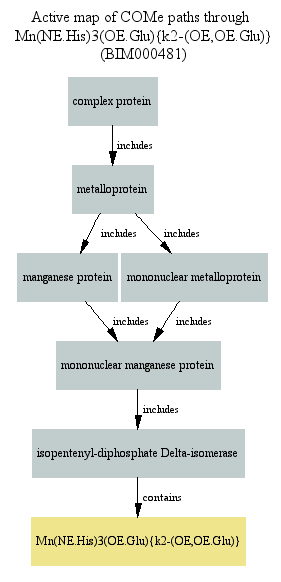 Active map of COMe paths through
Mn(NE.His)3(OE.Glu){k2-(OE,OE.Glu)}
(BIM000481)
complex protein
includes
metalloprotein
includes
includes
manganese protein
mononuclear metalloprotein
includes
includes
mononuclear manganese protein
includes
isopentenyl-diphosphate Delta-isomerase
contains
Mn(NE.His)3(OE.Glu){k2-(OE,OE.Glu)}